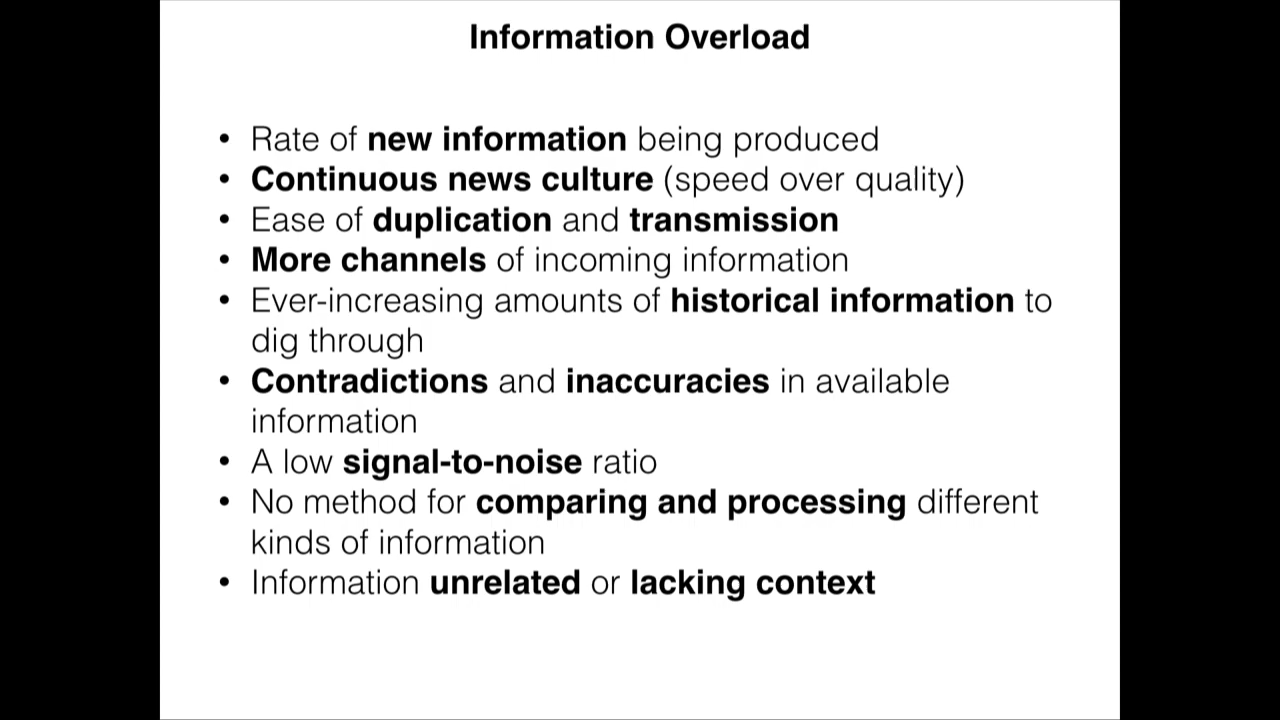 Information Overload
• Rate of new information being produced
• Continuous news culture (speed over quality)
• Ease of duplication and transmission
• More channels of incoming information
• Ever-increasing amounts of historical information to
dig through
• Contradictions and inaccuracies in available
information
• A low signal-to-noise ratio
• No method for comparing and processing different
kinds of information
• Information unrelated or lacking context